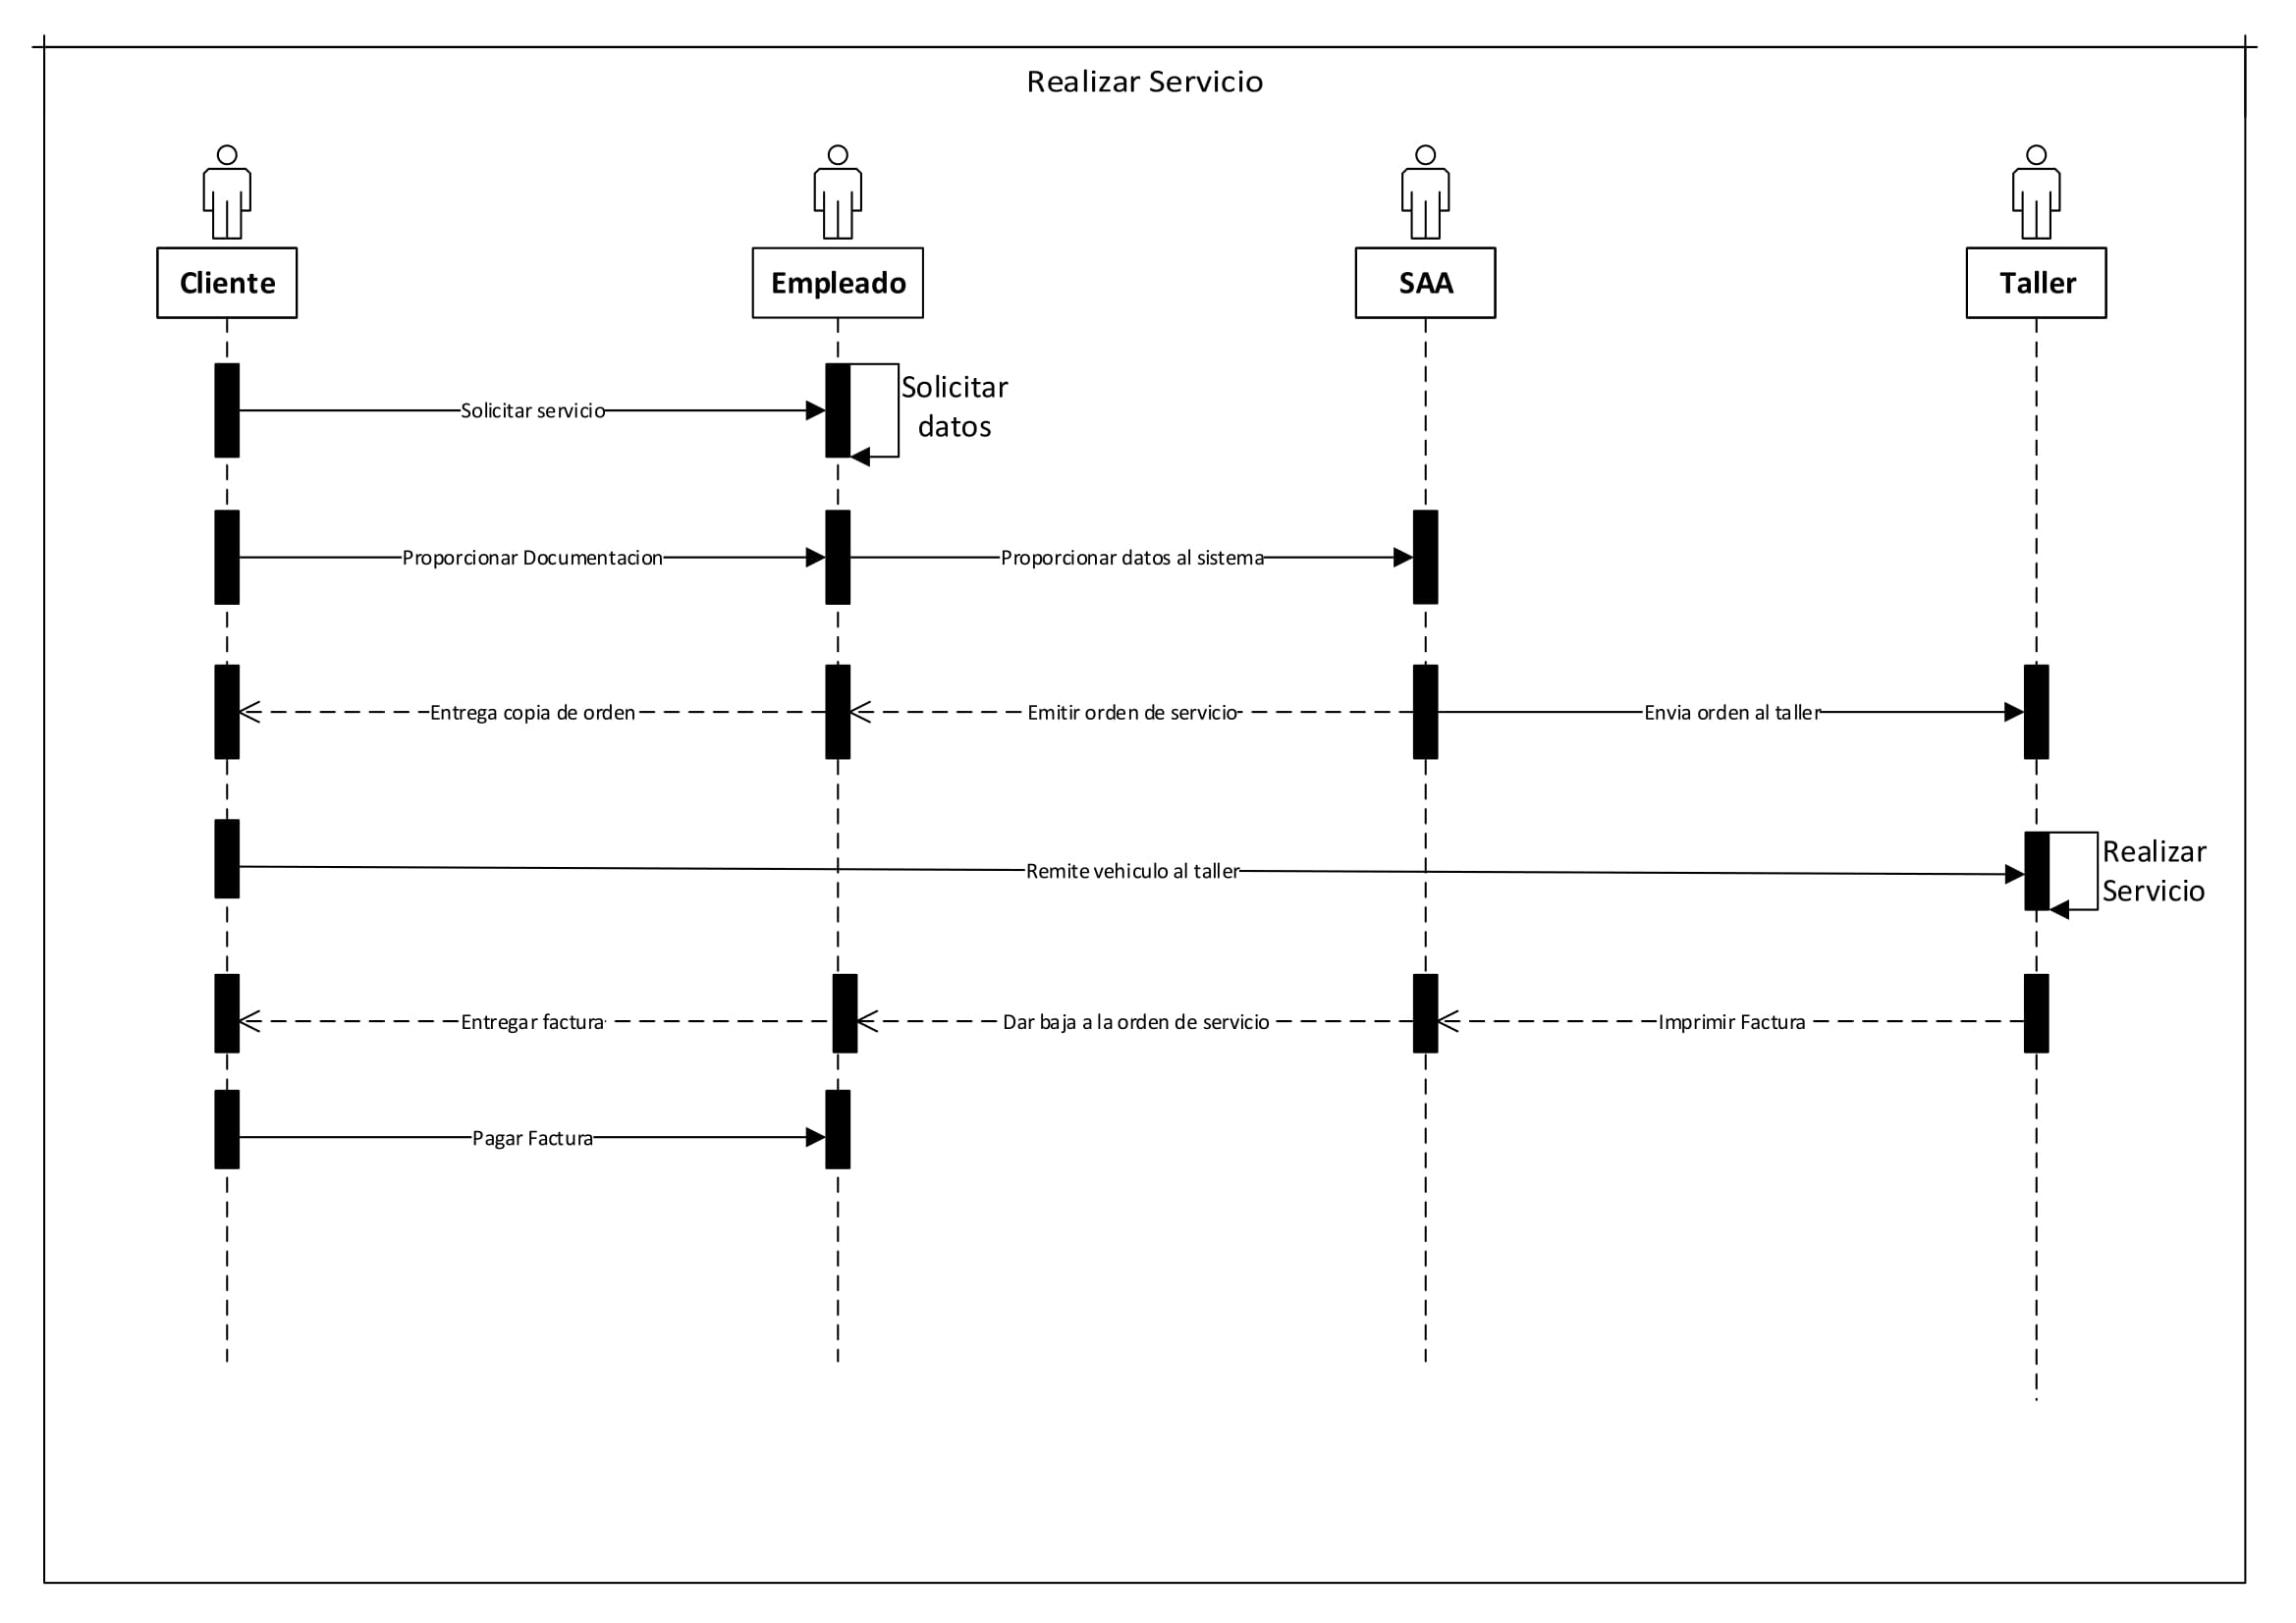 Realizar Servicio
Cliente
Empleado
SAA
Taller
Solicitar servicio
Solicitar
datos
Proporcionar Documentacion
Proporcionar datos al sistema
Entrega copia de orden
Emitir orden de servicio
Envia orden al taller
Remite vehiculo al taller
Realizar
Servicio
Entregar factura
Dar baja a la orden de servicio
Imprimir Factura
Pagar Factura